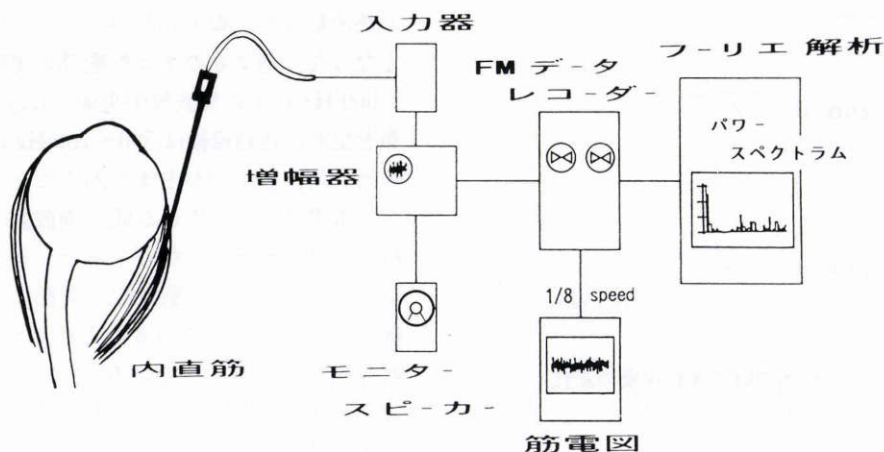 入力器
FM データ
レコーダー
フーリエ 解析
パワー
スペクトラム
増幅器
1/8 speed
内直筋
モニター
スピーカー
筋電図